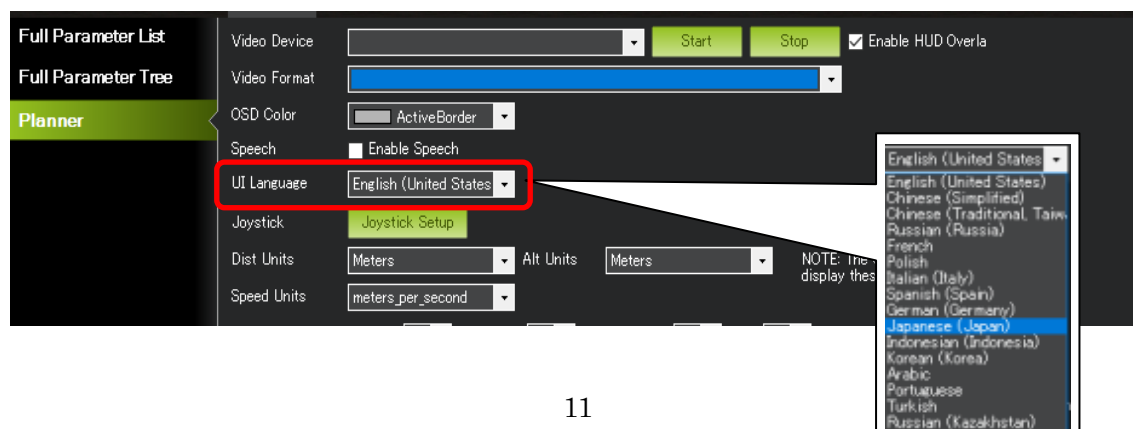 Full Parameter List
Full Parameter Tree
Planner
Video Device Start Stop Enable HUD Overla
Video Format
OSD Color ActiveBorder
Speech Enable Speech
UI Language English (United States
Joystick Joystick Setup
Dist Units Meters Alt Units Meters NOTE: The
display thes
Speed Units meters_per_second
English (United States
English (United States)
Chinese (Simplified)
Chinese (Traditional, Taiw
Russian (Russia)
French
Polish
Italian (Italy)
Spanish (Spain)
German (Germany)
Japanese (Japan)
Indonesian (Indonesia)
Korean (Korea)
Arabic
Portuguese
Turkish
Russian (Kazakhstan)
11